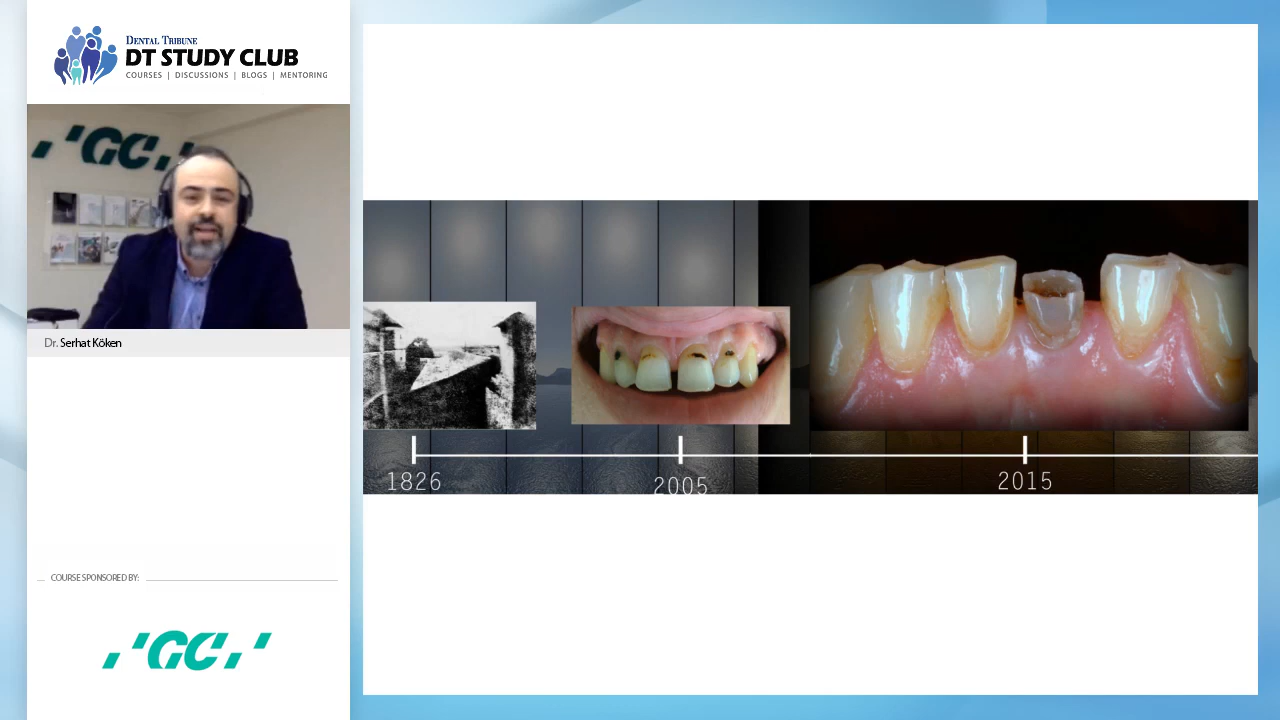 DENTAL TRIBUNE
DT STUDY CLUB
COURSES | DISCUSSIONS | BLOGS | MENTORING
GC
Dr. Serhat Köken
1826
2005
2015
COURSE SPONSORED BY:
GC